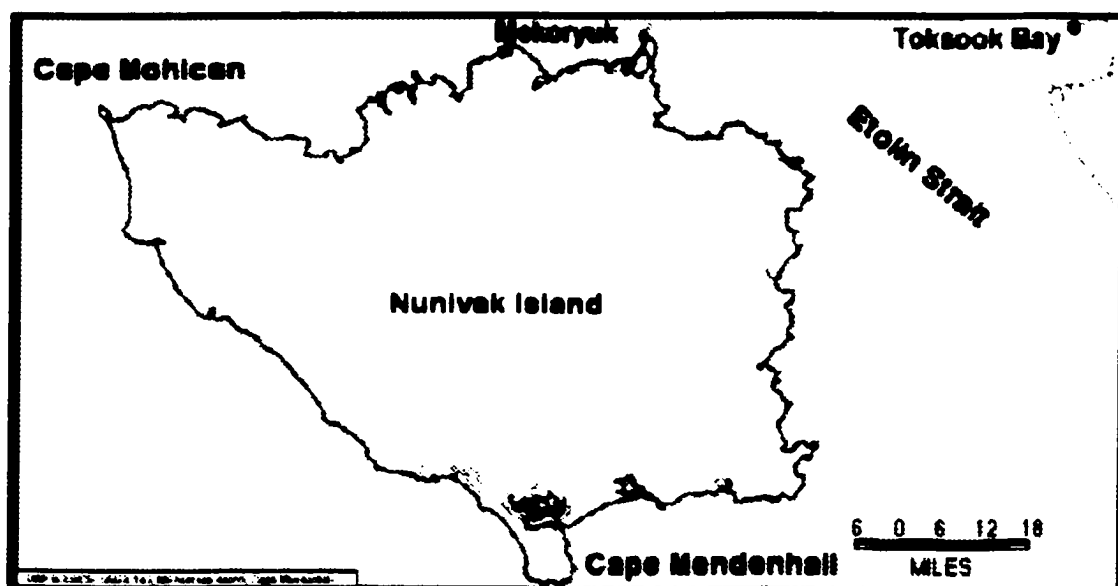 Mekoryuk
Toksook Bay
Cape Mohican
Etolin Strait
Nunivak Island
6 0 6 12 18
MILES
Cape Mendenhall